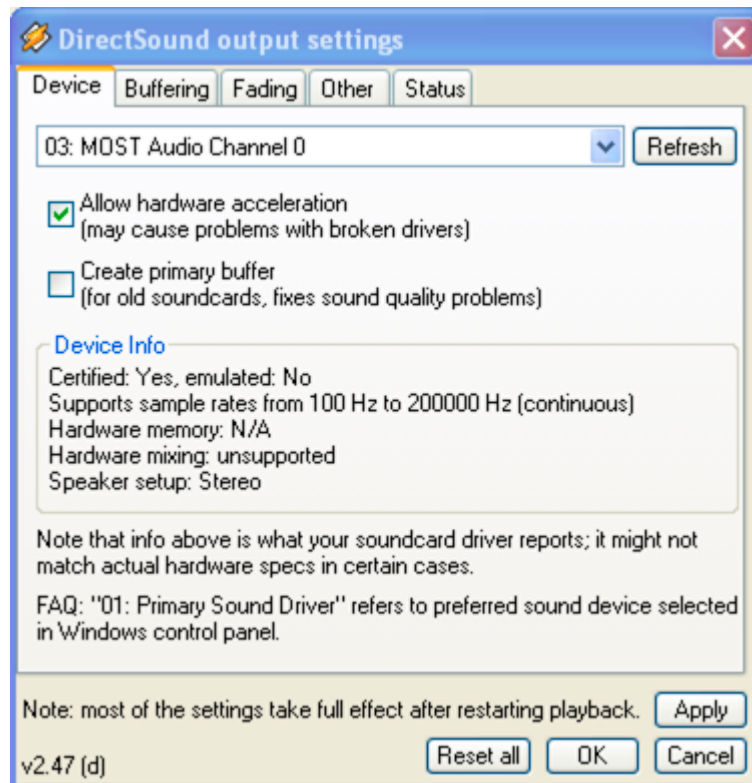 DirectSound output settings
Device Buffering Fading Other Status
03: MOST Audio Channel 0 Refresh
Allow hardware acceleration
(may cause problems with broken drivers)
Create primary buffer
(for old soundcards, fixes sound quality problems)
Device Info
Certified: Yes, emulated: No
Supports sample rates from 100 Hz to 200000 Hz (continuous)
Hardware memory: N/A
Hardware mixing: unsupported
Speaker setup: Stereo
Note that info above is what your soundcard driver reports; it might not
match actual hardware specs in certain cases.
FAQ: "01: Primary Sound Driver" refers to preferred sound device selected
in Windows control panel.
Note: most of the settings take full effect after restarting playback. Apply
v2.47 (d) Reset all OK Cancel